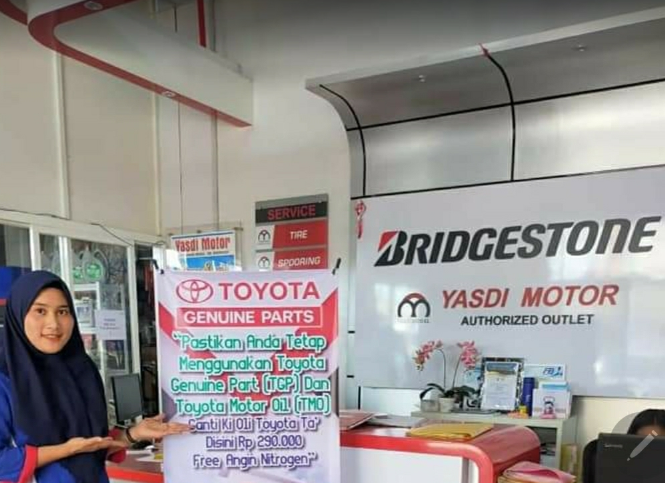 SERVICE
TIRE
SPOORING
Yasdi Motor
TOYOTA
GENUINE PARTS
"Pastikan Anda Tetap
Menggunakan Toyota
Genuine Part (TGP) Dan
Toyota Motor Oil (TMO)
Ganti Ki Oli Toyota Ta'
Disini Rp 290.000
Free Angin Nitrogen"
BRIDGESTONE
YASDI MOTOR
AUTHORIZED OUTLET